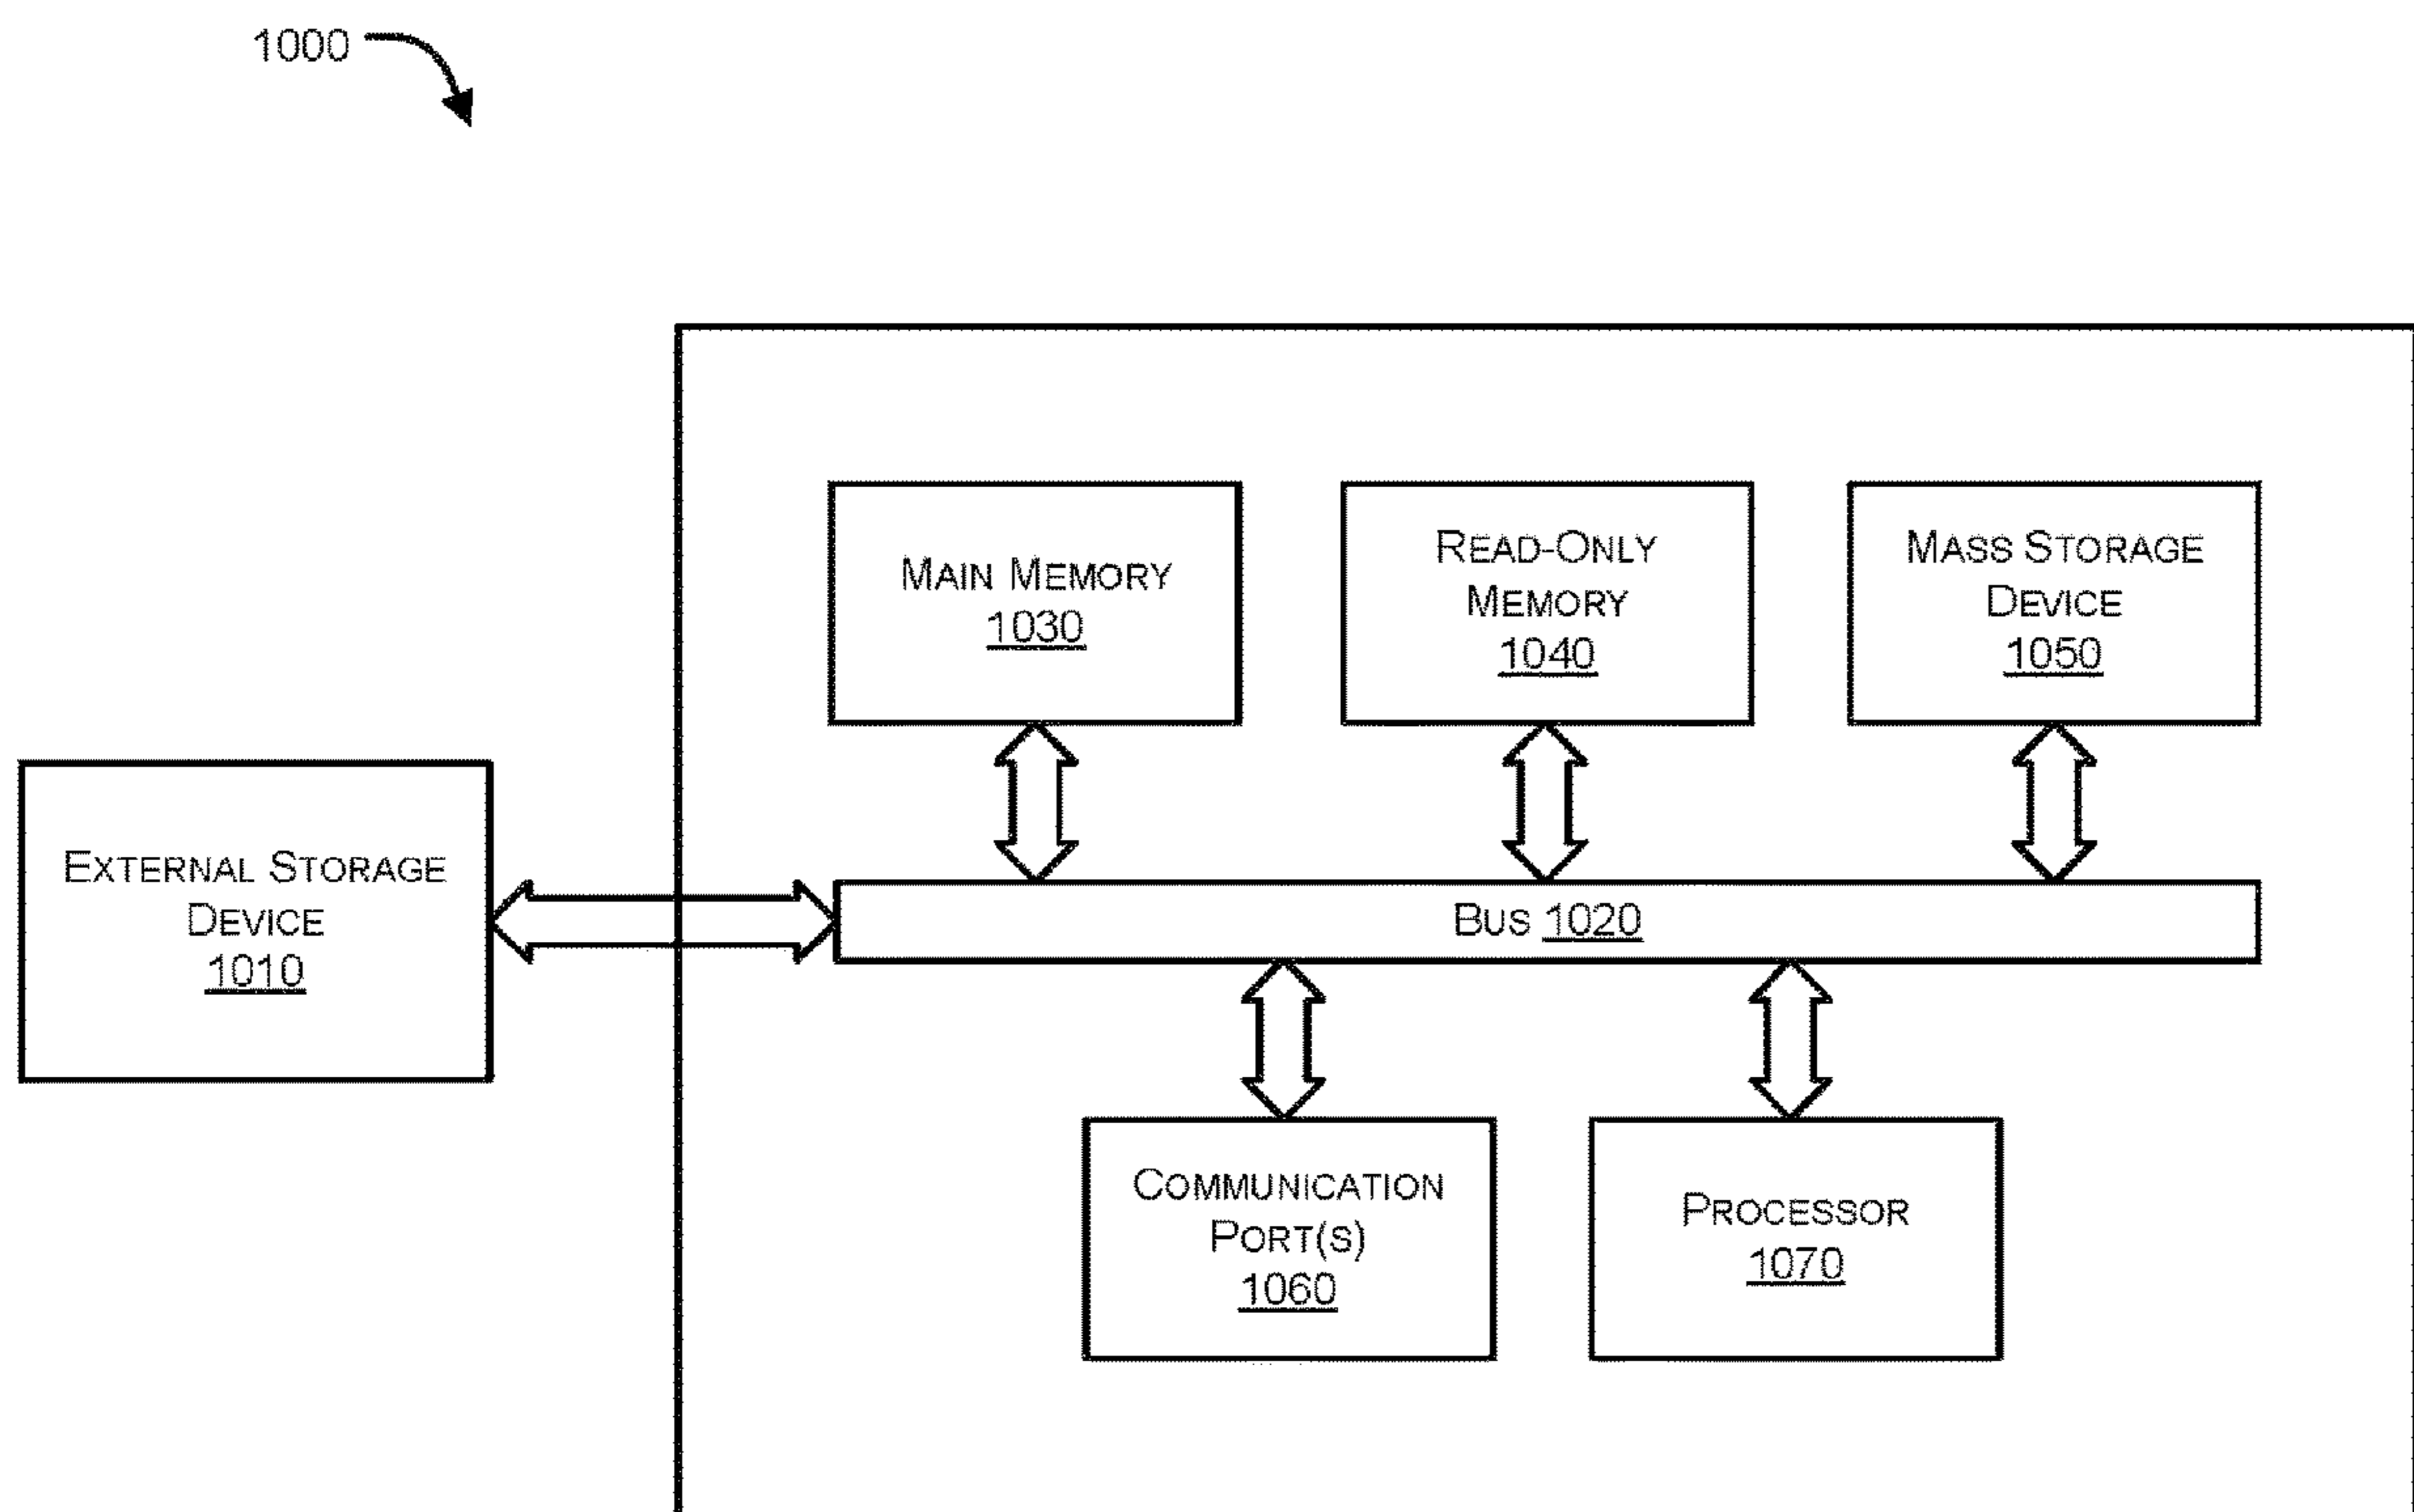 1000
MAIN MEMORY
1030
READ-ONLY
MEMORY
1040
MASS STORAGE
DEVICE
1050
EXTERNAL STORAGE
DEVICE
1010
BUS 1020
COMMUNICATION
PORT(S)
1060
PROCESSOR
1070